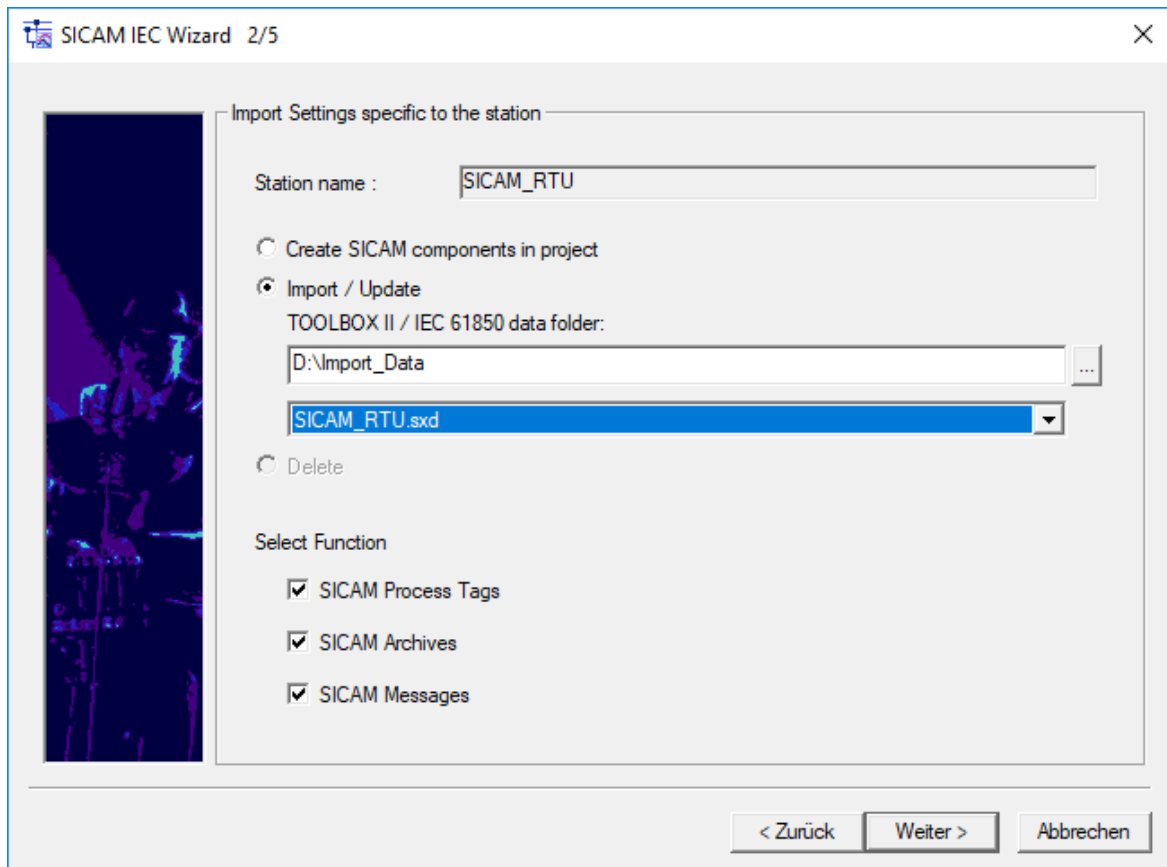 SICAM IEC Wizard 2/5
Import Settings specific to the station
Station name : SICAM_RTU
Create SICAM components in project
Import / Update
TOOLBOX II / IEC 61850 data folder:
D:\Import_Data
...
SICAM_RTU.sxd
Delete
Select Function
SICAM Process Tags
SICAM Archives
SICAM Messages
< Zurück Weiter > Abbrechen